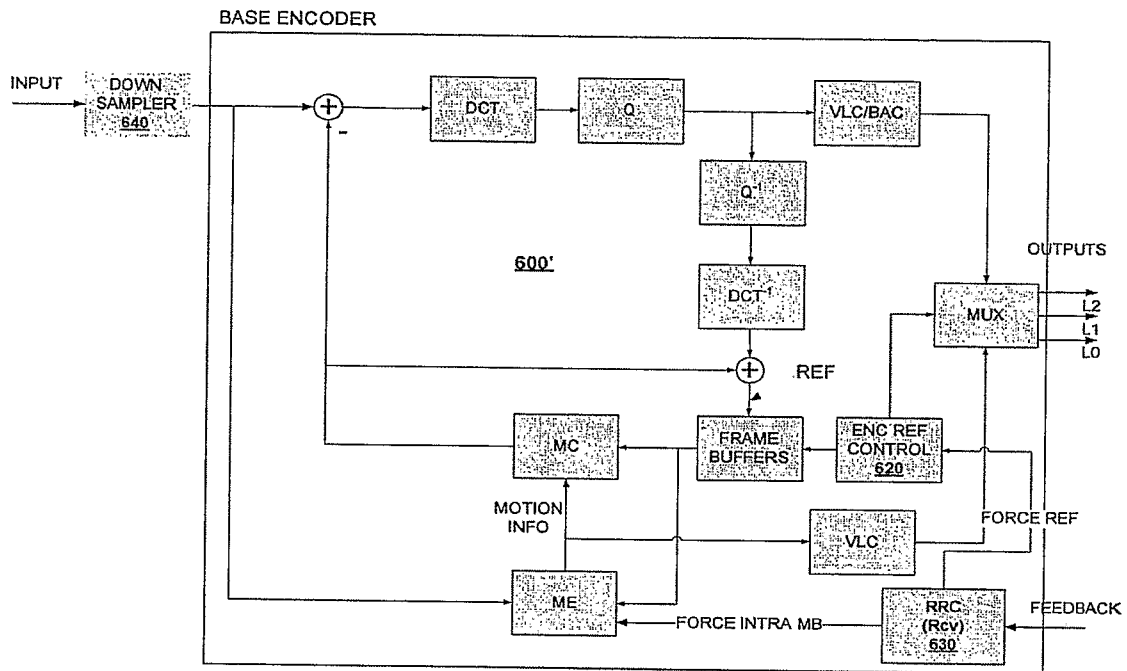 BASE ENCODER
INPUT
DOWN
SAMPLER
640
+
-
DCT
Q
VLC/BAC
Q-1
600'
DCT-1
OUTPUTS
MUX
L2
L1
L0
+
.REF
MC
FRAME
BUFFERS
ENC REF
CONTROL
620
MOTION
INFO
VLC
FORCE REF
ME
FORCE INTRA MB
RRC
(Rcv)
630
FEEDBACK